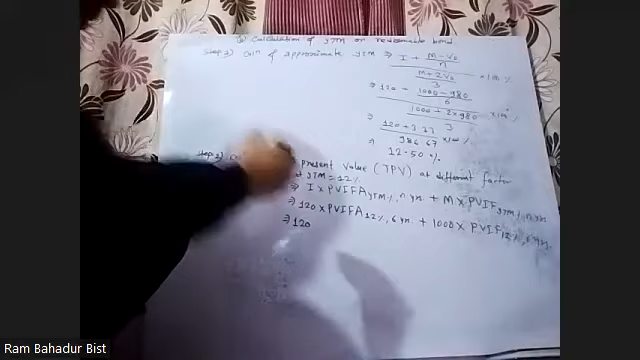 b) Calculation of YTM on redeemable bond
Step 1) Cal^n of approximate YTM ⇒ I + M - V0 / n
M + 2V0 / 3 × 100 %
⇒ 120 - 1000 - 980 / 6
1000 + 2×980 / 3 × 100 %
⇒ 120 + 3.33
986.67 × 100 %
⇒ 12.50 %
Step 2)
present value (TPV) at different factor
at YTM = 12%
⇒ I × PVIFA YTM%, n yrs + M × PVIF YTM%, n yrs
⇒ 120 × PVIFA 12%, 6 yrs. + 1000 × PVIF 12%, 6 yrs.
⇒ 120
Ram Bahadur Bist